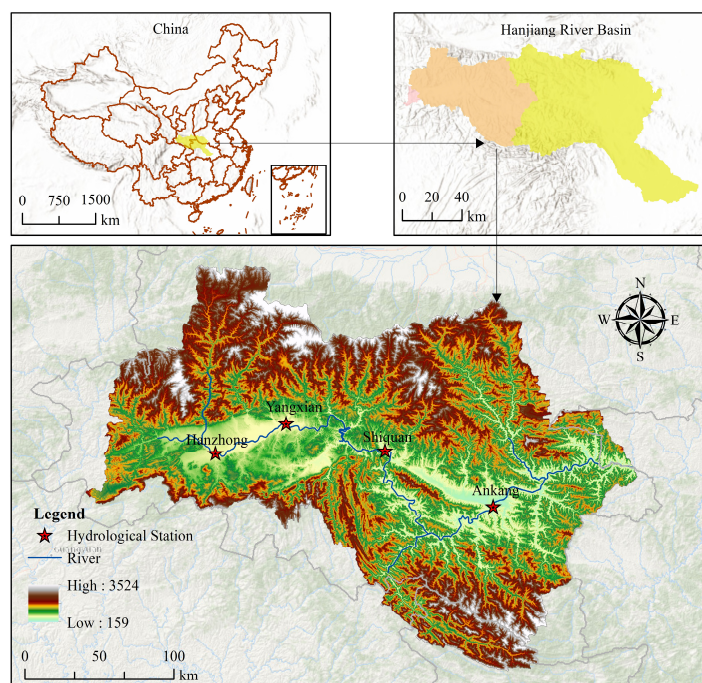 China
0 750 1500
km
Hanjiang River Basin
0 20 40
km
N
W E
S
Yangxian
Hanzhong
Shiquan
Ankang
Legend
Hydrological Station
River
High : 3524
Low : 159
0 50 100
km